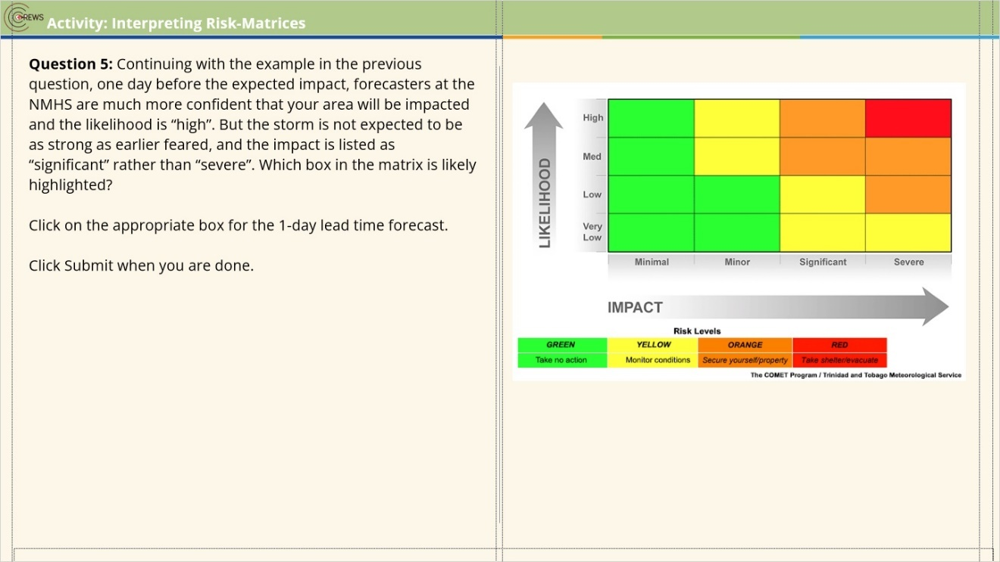 CREWS
Activity: Interpreting Risk-Matrices
Question 5: Continuing with the example in the previous
question, one day before the expected impact, forecasters at the
NMHS are much more confident that your area will be impacted
and the likelihood is “high”. But the storm is not expected to be
as strong as earlier feared, and the impact is listed as
“significant” rather than “severe”. Which box in the matrix is likely
highlighted?
Click on the appropriate box for the 1-day lead time forecast.
Click Submit when you are done.
LIKELIHOOD
High
Med
Low
Very
Low
Minimal Minor Significant Severe
IMPACT
Risk Levels
GREEN YELLOW ORANGE RED
Take no action Monitor conditions Secure yourself/property Take shelter/evacuate
The COMET Program / Trinidad and Tobago Meteorological Service